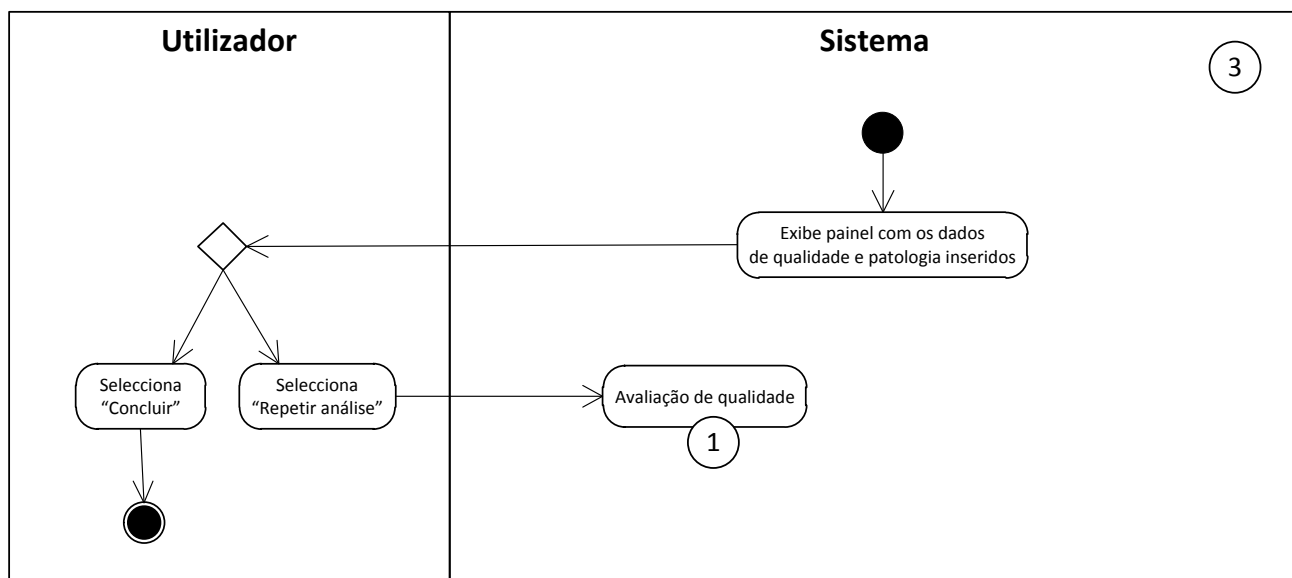 Utilizador
Sistema
3
Exibe painel com os dados
de qualidade e patologia inseridos
Selecciona
“Concluir”
Selecciona
“Repetir análise”
Avaliação de qualidade
1